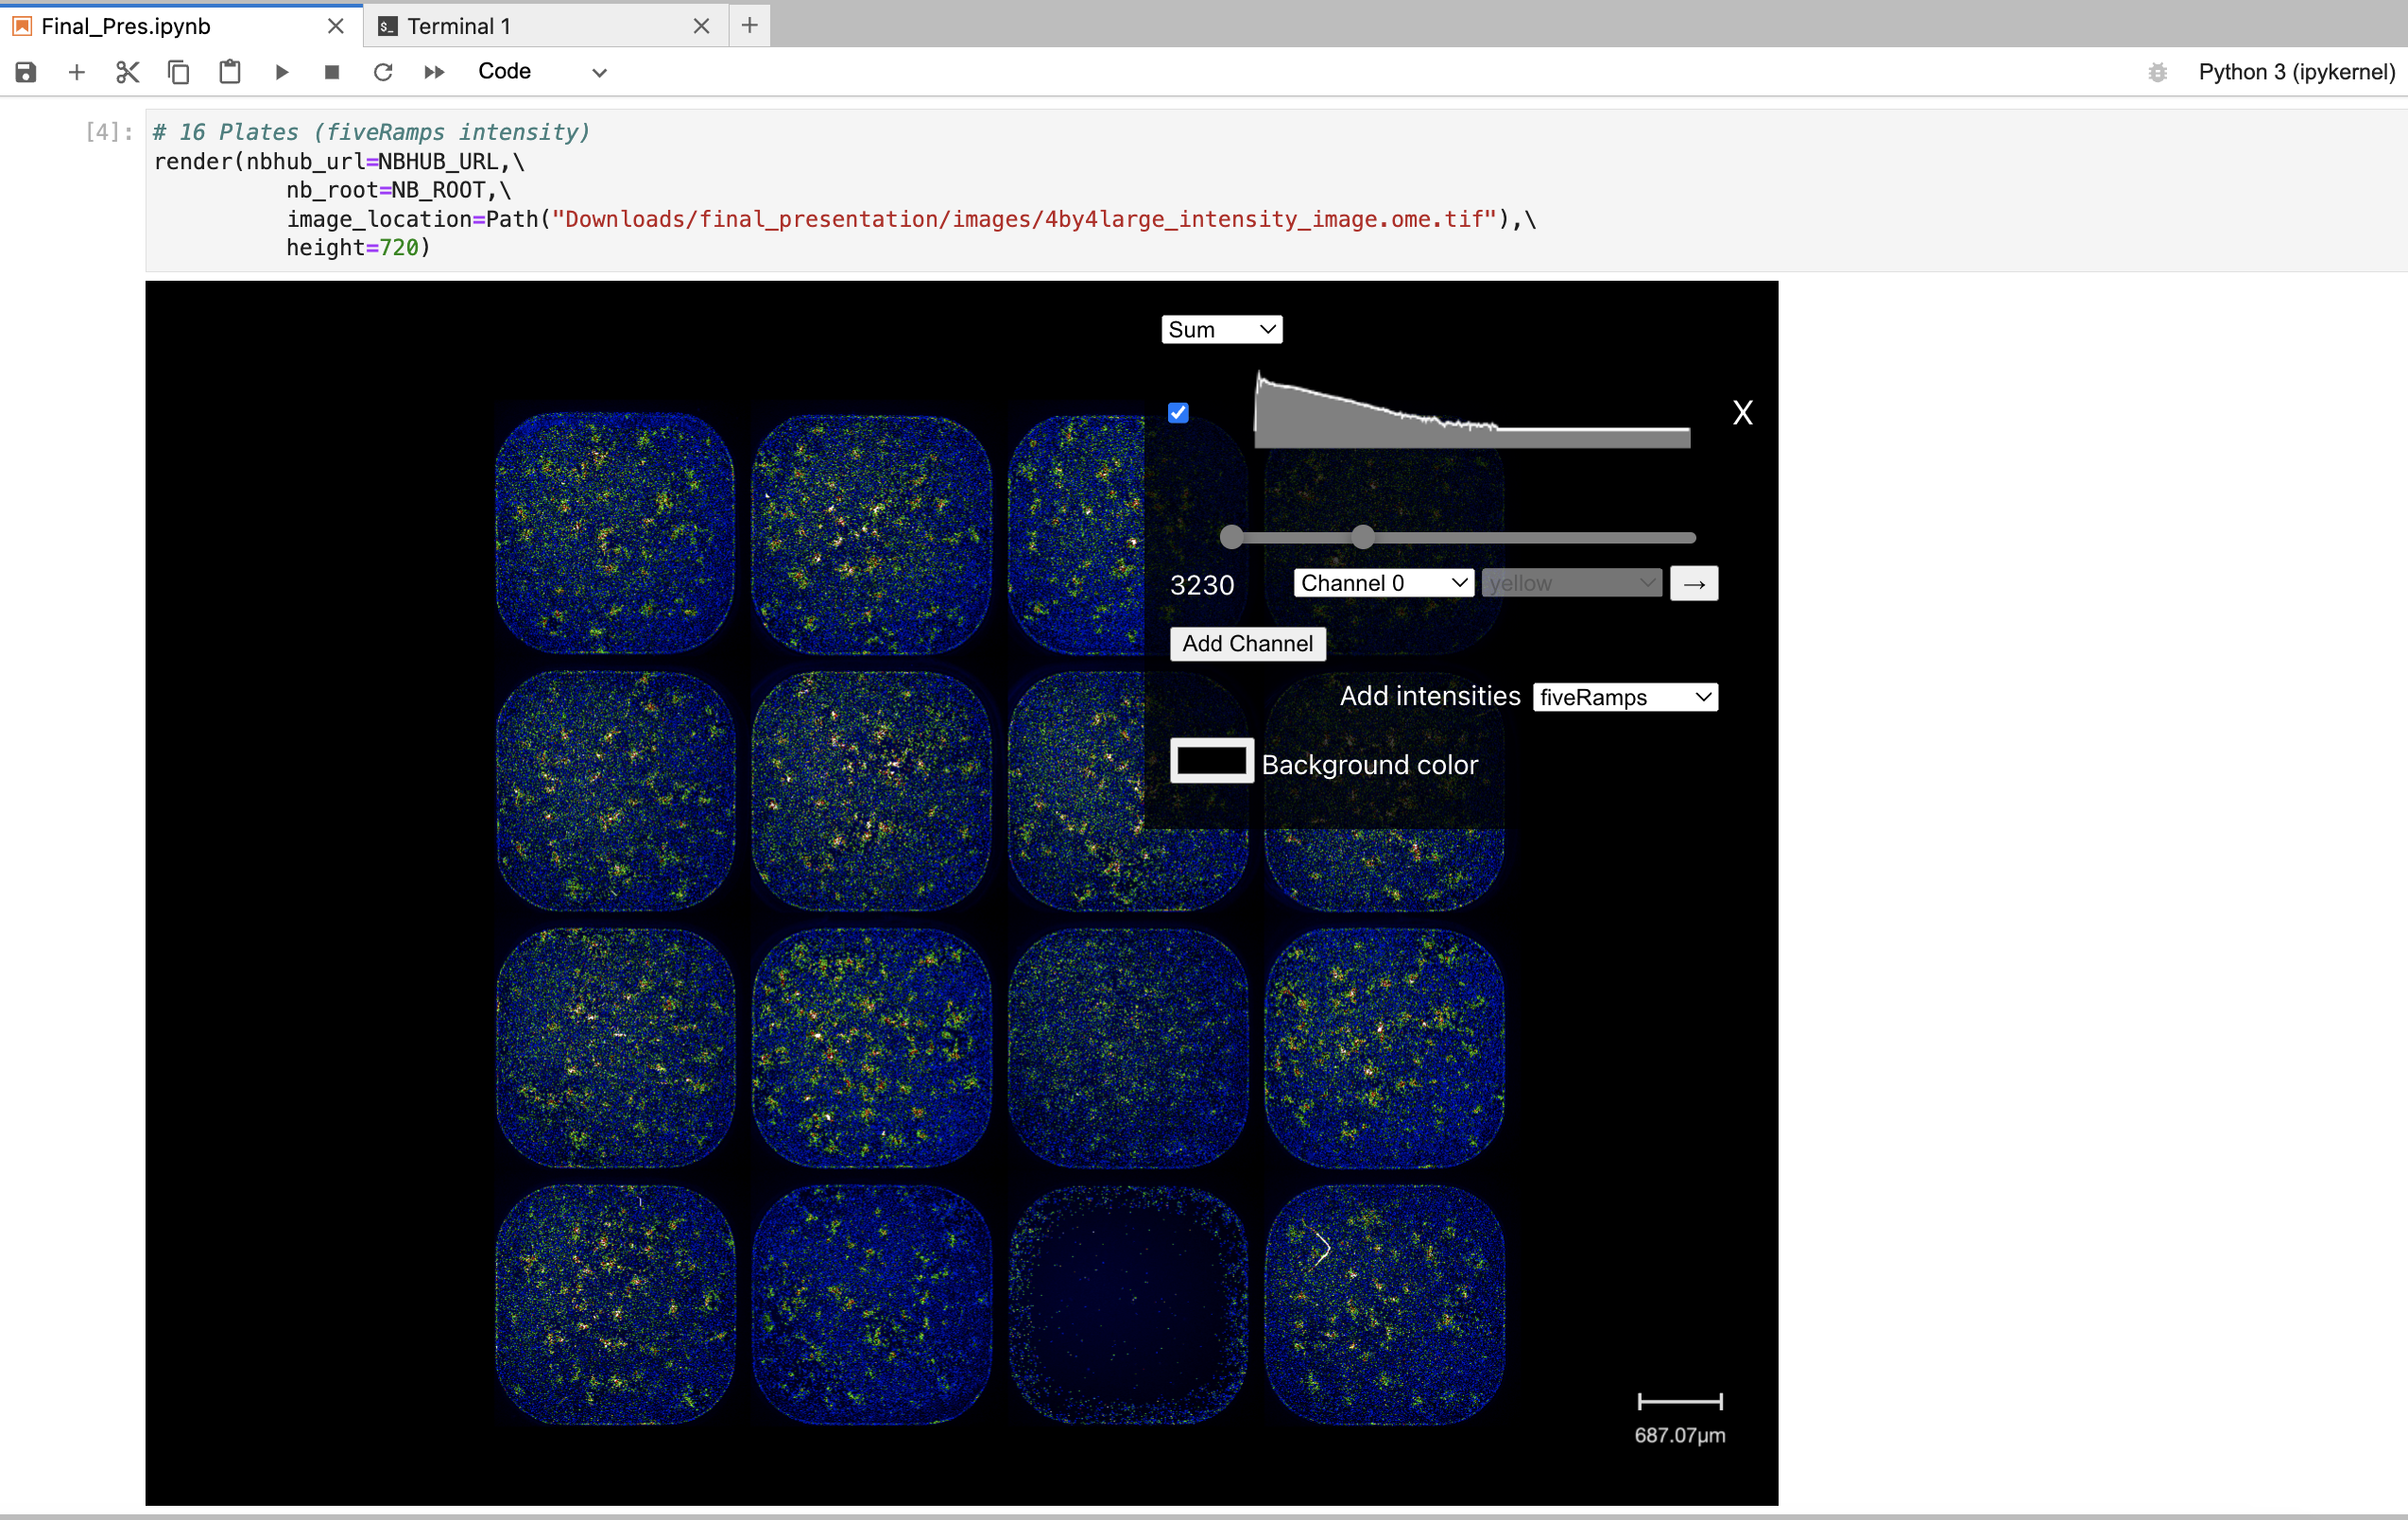 Final_Pres.ipynb
Terminal 1
Code
Python 3 (ipykernel)
[4]:
# 16 Plates (fiveRamps intensity)
render(nbhub_url=NBHUB_URL,\
nb_root=NB_ROOT,\
image_location=Path("Downloads/final_presentation/images/4by4large_intensity_image.ome.tif"),\
height=720)
Sum
X
3230
Channel 0
yellow
→
Add Channel
Add intensities
fiveRamps
Background color
687.07μm